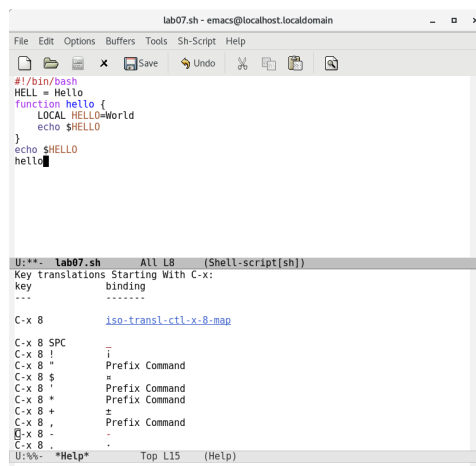 lab07.sh - emacs@localhost.localdomain
File Edit Options Buffers Tools Sh-Script Help
Save Undo
#!/bin/bash
HELL = Hello
function hello {
    LOCAL HELLO=World
    echo $HELLO
}
echo $HELLO
hello
U:**- lab07.sh All L8 (Shell-script[sh])
Key translations Starting With C-x:
key binding
--- -------
C-x 8 iso-transl-ctl-x-8-map
C-x 8 SPC _
C-x 8 ! ¡
C-x 8 " Prefix Command
C-x 8 $ ¤
C-x 8 ' Prefix Command
C-x 8 * Prefix Command
C-x 8 + ±
C-x 8 , Prefix Command
C-x 8 - -
C-x 8 . ·
U:%%- *Help* Top L15 (Help)